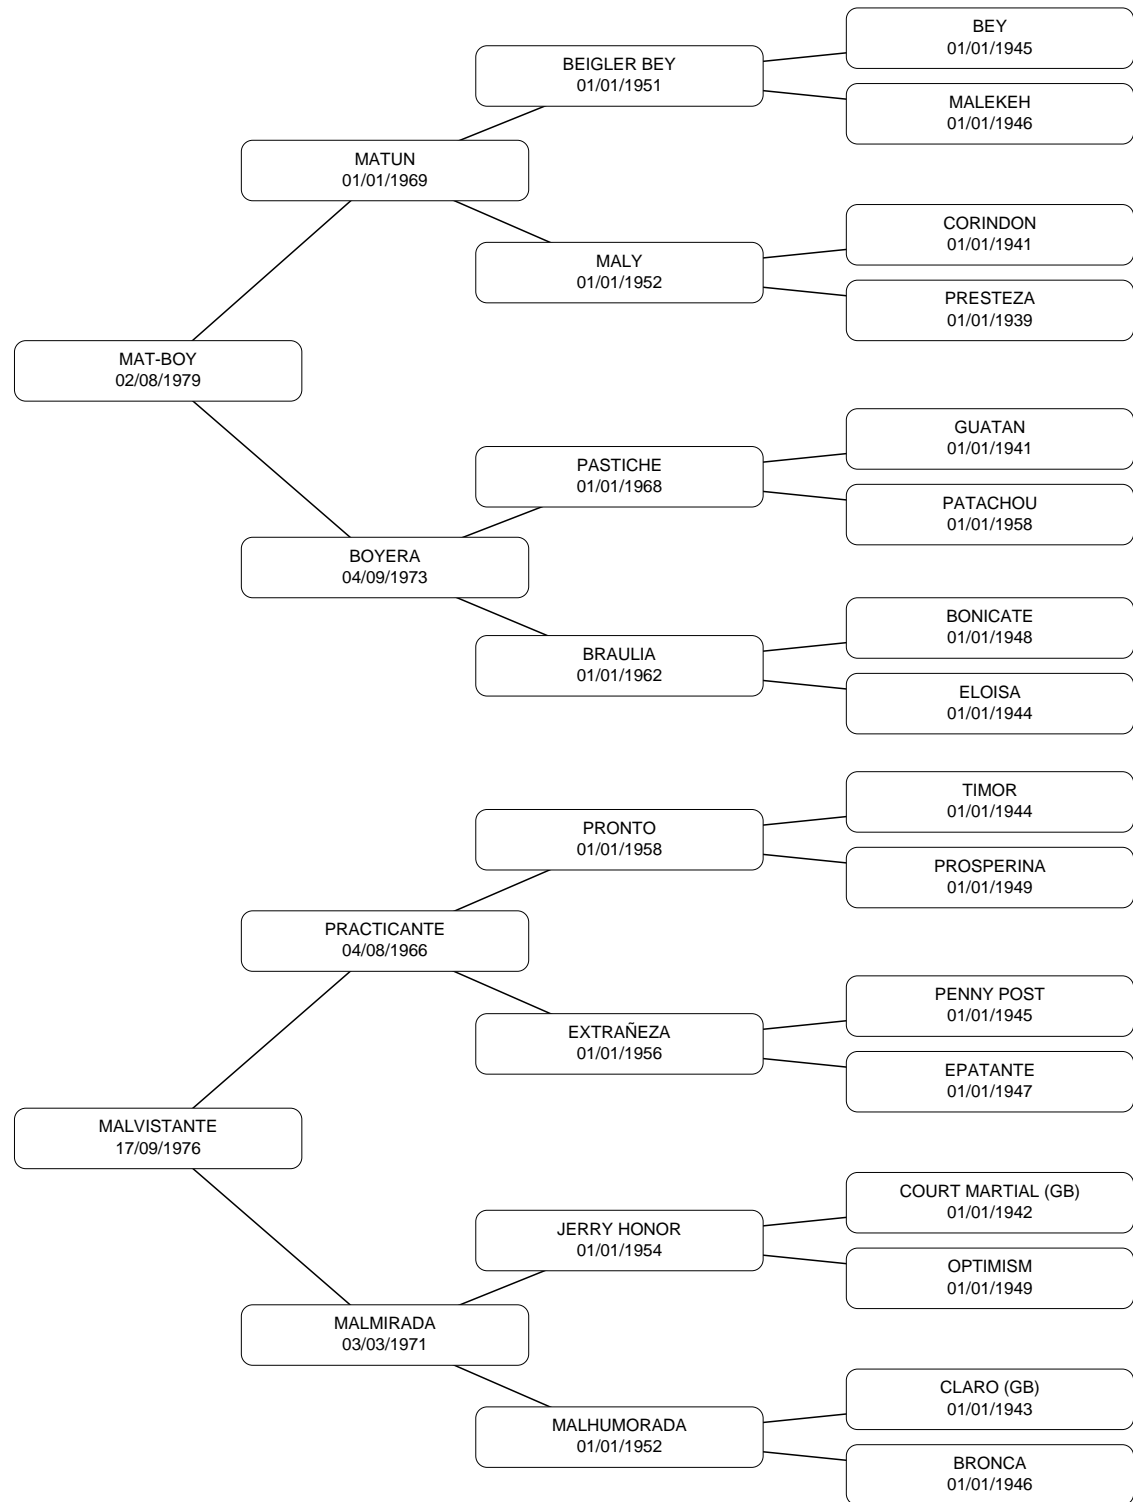 BEY
01/01/1945
BEIGLER BEY
01/01/1951
MALEKEH
01/01/1946
MATUN
01/01/1969
CORINDON
01/01/1941
MALY
01/01/1952
PRESTEZA
01/01/1939
MAT-BOY
02/08/1979
GUATAN
01/01/1941
PASTICHE
01/01/1968
PATACHOU
01/01/1958
BOYERA
04/09/1973
BONICATE
01/01/1948
BRAULIA
01/01/1962
ELOISA
01/01/1944
TIMOR
01/01/1944
PRONTO
01/01/1958
PROSPERINA
01/01/1949
PRACTICANTE
04/08/1966
PENNY POST
01/01/1945
EXTRAÑEZA
01/01/1956
EPATANTE
01/01/1947
MALVISTANTE
17/09/1976
COURT MARTIAL (GB)
01/01/1942
JERRY HONOR
01/01/1954
OPTIMISM
01/01/1949
MALMIRADA
03/03/1971
CLARO (GB)
01/01/1943
MALHUMORADA
01/01/1952
BRONCA
01/01/1946